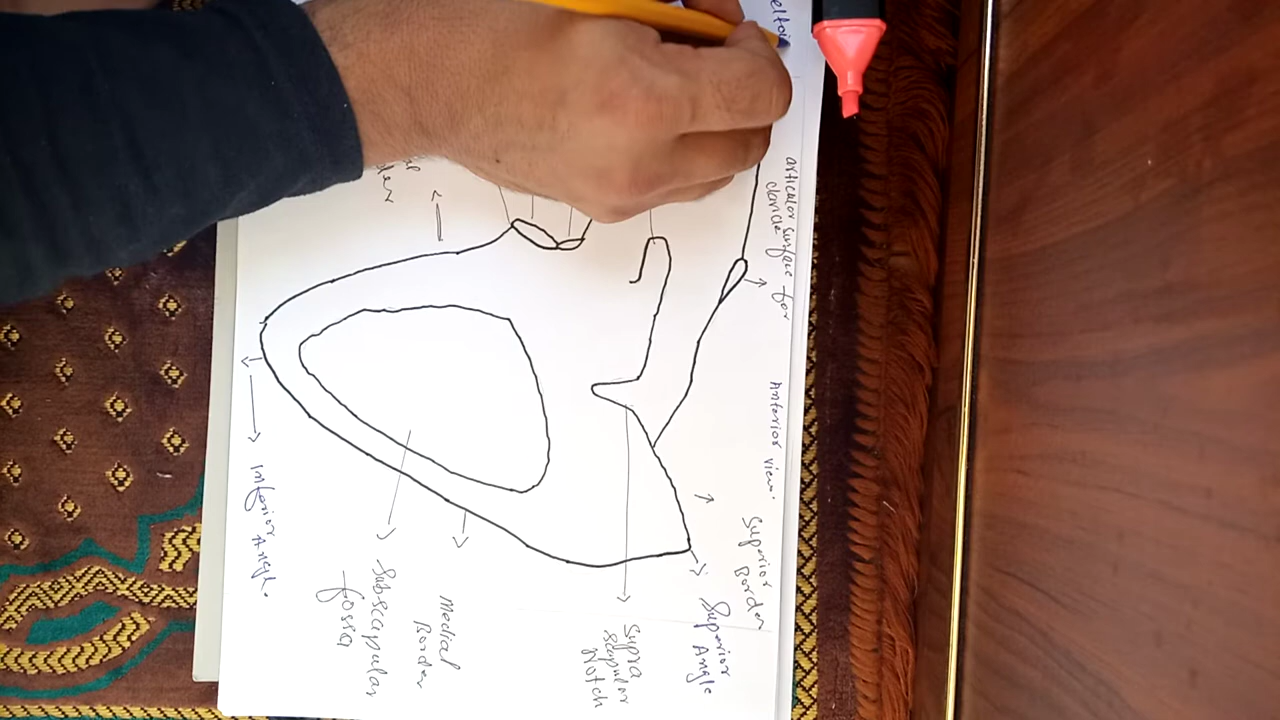 articular surface for
clavicle
Anterior view.
Superior
Border
Superior
Angle
Supra
scapular
Notch
Medial
Border
Subscapular
fossa
Inferior Angle.